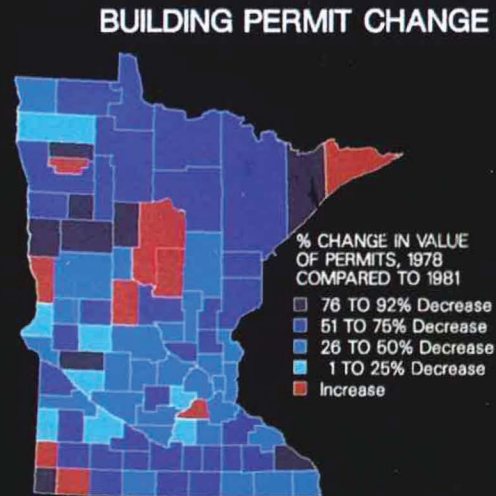 BUILDING PERMIT CHANGE
% CHANGE IN VALUE
OF PERMITS, 1978
COMPARED TO 1981
76 TO 92% Decrease
51 TO 75% Decrease
26 TO 50% Decrease
1 TO 25% Decrease
Increase